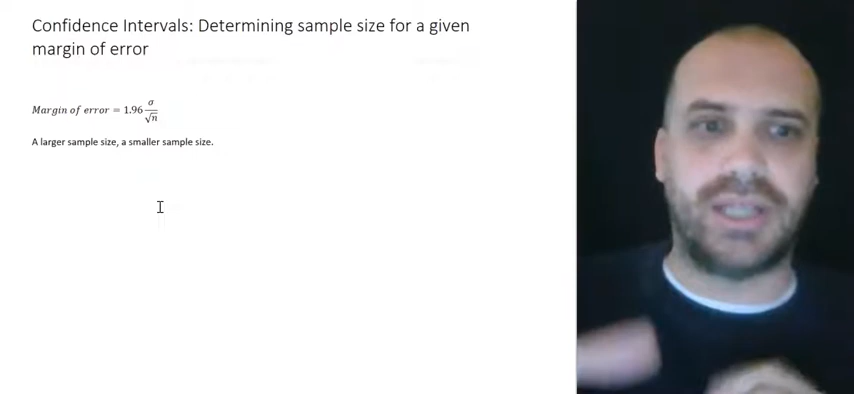 Confidence Intervals: Determining sample size for a given
margin of error
Margin of error = 1.96 σ/√n
A larger sample size, a smaller sample size.